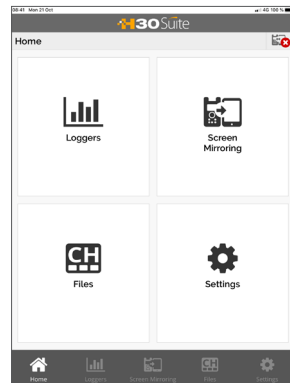 08:41 Mon 21 Oct
4G 100 %
H30 Suite
Home
Loggers
Screen
Mirroring
CH
Files
Settings
Home
Loggers
Screen Mirroring
CH
Files
Settings